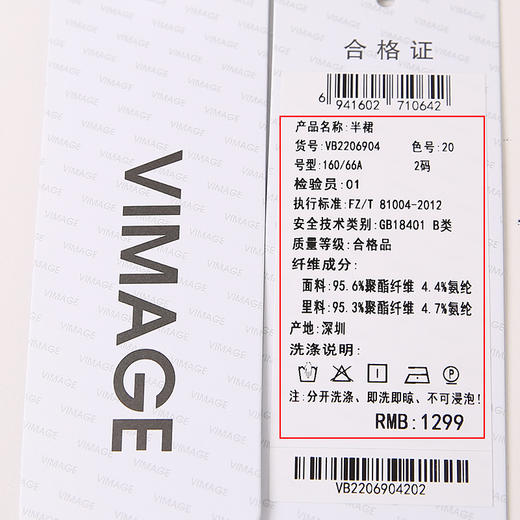 VIMAGE
合格证
6 941602 710642
产品名称:半裙
货号:VB2206904 色号:20
号型:160/66A 2码
检验员:01
执行标准:FZ/T 81004-2012
安全技术类别:GB18401 B类
质量等级:合格品
纤维成分:
面料:95.6%聚酯纤维 4.4%氨纶
里料:95.3%聚酯纤维 4.7%氨纶
产地:深圳
洗涤说明:
注:分开洗涤、即洗即晾、不可浸泡!
RMB:1299
VB2206904202